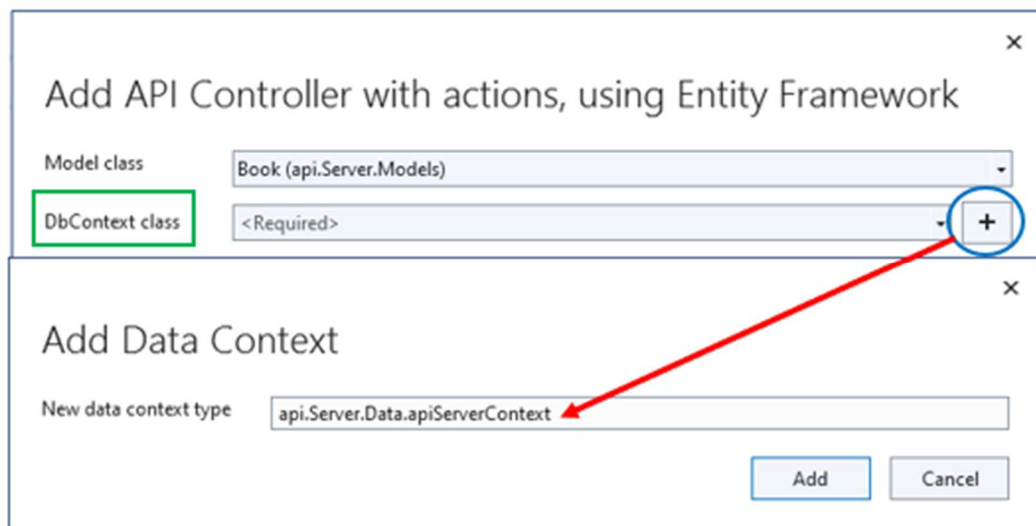 Add API Controller with actions, using Entity Framework
Model class
Book (api.Server.Models)
DbContext class
<Required>
+
Add Data Context
New data context type
api.Server.Data.apiServerContext
Add
Cancel